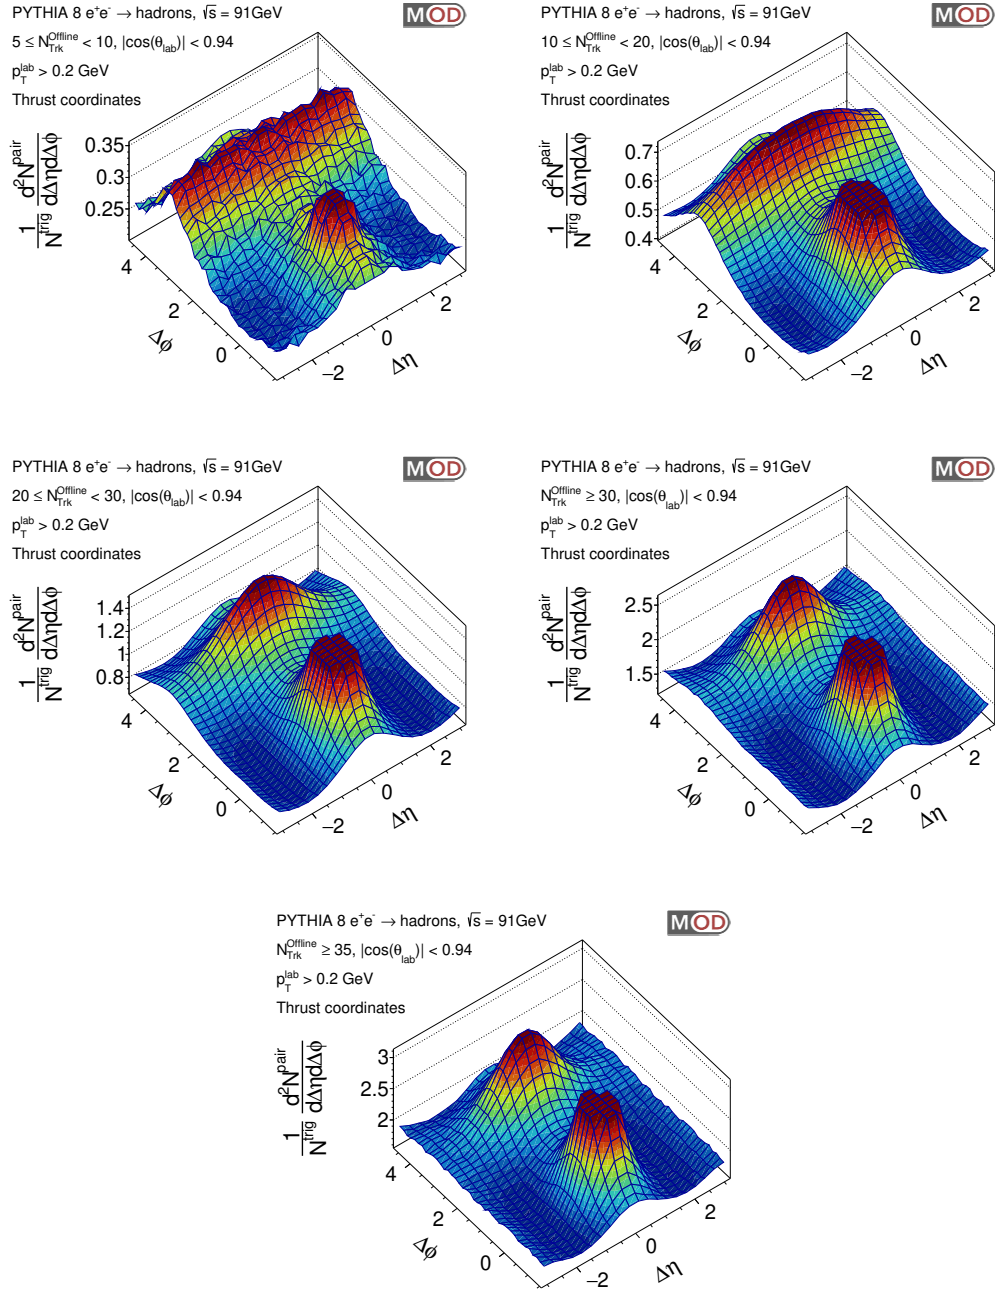 PYTHIA 8 e⁺e⁻ → hadrons, √s = 91GeV
MOD
5 ≤ N_Trk^Offline < 10, |cos(θ_lab)| < 0.94
p_T^lab > 0.2 GeV
Thrust coordinates
1/N^trig d²N^pair/dΔηdΔϕ
0.35
0.3
0.25
4
2
0
Δϕ
−2
0
2
Δη
PYTHIA 8 e⁺e⁻ → hadrons, √s = 91GeV
MOD
10 ≤ N_Trk^Offline < 20, |cos(θ_lab)| < 0.94
p_T^lab > 0.2 GeV
Thrust coordinates
1/N^trig d²N^pair/dΔηdΔϕ
0.7
0.6
0.5
0.4
4
2
0
Δϕ
−2
0
2
Δη
PYTHIA 8 e⁺e⁻ → hadrons, √s = 91GeV
MOD
20 ≤ N_Trk^Offline < 30, |cos(θ_lab)| < 0.94
p_T^lab > 0.2 GeV
Thrust coordinates
1/N^trig d²N^pair/dΔηdΔϕ
1.4
1.2
1
0.8
4
2
0
Δϕ
−2
0
2
Δη
PYTHIA 8 e⁺e⁻ → hadrons, √s = 91GeV
MOD
N_Trk^Offline ≥ 30, |cos(θ_lab)| < 0.94
p_T^lab > 0.2 GeV
Thrust coordinates
1/N^trig d²N^pair/dΔηdΔϕ
2.5
2
1.5
4
2
0
Δϕ
−2
0
2
Δη
PYTHIA 8 e⁺e⁻ → hadrons, √s = 91GeV
MOD
N_Trk^Offline ≥ 35, |cos(θ_lab)| < 0.94
p_T^lab > 0.2 GeV
Thrust coordinates
1/N^trig d²N^pair/dΔηdΔϕ
3
2.5
2
4
2
0
Δϕ
−2
0
2
Δη